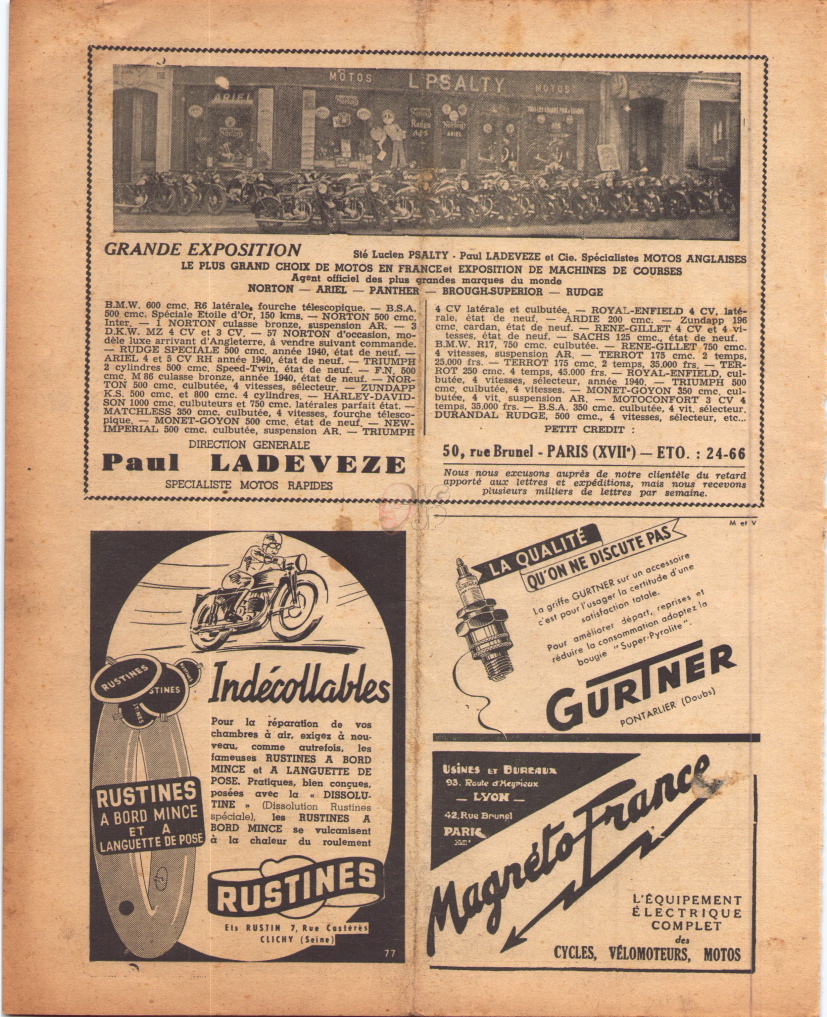 MOTOS L PSALTY MOTOS
ARIEL
GRANDE EXPOSITION
Sté Lucien PSALTY - Paul LADEVEZE et Cie. Spécialistes MOTOS ANGLAISES
LE PLUS GRAND CHOIX DE MOTOS EN FRANCE et EXPOSITION DE MACHINES DE COURSES
Agent officiel des plus grandes marques du monde
NORTON — ARIEL — PANTHER — BROUGH-SUPERIOR — RUDGE
B.M.W. 600 cmc. R6 latérale, fourche télescopique. — B.S.A.
500 cmc. Spéciale Etoile d'Or, 150 kms. — NORTON 500 cmc.
Inter. — 1 NORTON culasse bronze, suspension AR. — 3
D.K.W. MZ 4 CV et 3 CV. — 57 NORTON d'occasion, mo-
dèle luxe arrivant d'Angleterre, à vendre suivant commande.
— RUDGE SPECIALE 500 cmc. année 1940, état de neuf. —
ARIEL 4 et 5 CV RH année 1940, état de neuf. — TRIUMPH
2 cylindres 500 cmc. Speed-Twin, état de neuf. — F.N. 500
cmc. M 86 culasse bronze, année 1940, état de neuf. — NOR-
TON 500 cmc. culbutée, 4 vitesses, sélecteur. — ZUNDAPP
K.S. 500 cmc. et 800 cmc. 4 cylindres. — HARLEY-DAVID-
SON 1000 cmc. culbuteurs et 750 cmc. latérales parfait état. —
MATCHLESS 350 cmc. culbutée, 4 vitesses, fourche télesco-
pique. — MONET-GOYON 500 cmc. état de neuf. — NEW-
IMPERIAL 500 cmc. culbutée, suspension AR. — TRIUMPH
4 CV latérale et culbutée. — ROYAL-ENFIELD 4 CV, laté-
rale, état de neuf. — ARDIE 200 cmc. — Zundapp 196
cmc. cardan, état de neuf. — RENE-GILLET 4 CV et 4 vi-
tesses, état de neuf. — SACHS 125 cmc., état de neuf. —
B.M.W. R17, 750 cmc. culbutée. — RENE-GILLET 750 cmc.
4 vitesses, suspension AR. — TERROT 175 cmc. 2 temps,
25.000 frs. — TERROT 175 cmc, 2 temps, 35.000 frs. — TER-
ROT 250 cmc. 4 temps, 45.000 frs. — ROYAL-ENFIELD, cul-
butée, 4 vitesses, sélecteur, année 1940. — TRIUMPH 500
cmc, culbutée, 4 vitesses. — MONET-GOYON 350 cmc. cul-
butée, 4 vit. suspension AR. — MOTOCONFORT 3 CV 4
temps, 35.000 frs. — B.S.A. 350 cmc. culbutée, 4 vit, sélecteur,
DURANDAL RUDGE, 500 cmc., 4 vitesses, sélecteur, etc...
DIRECTION GENERALE
Paul LADEVEZE
SPECIALISTE MOTOS RAPIDES
PETIT CREDIT :
50, rue Brunel - PARIS (XVIIe) — ETO. : 24-66
Nous nous excusons auprès de notre clientèle du retard
apporté aux lettres et expéditions, mais nous recevons
plusieurs milliers de lettres par semaine.
RUSTINES
RUSTINES
Indécollables
Pour la réparation de vos
chambres à air, exigez à nou-
veau, comme autrefois, les
fameuses RUSTINES A BORD
MINCE et A LANGUETTE DE
POSE. Pratiques, bien conçues,
posées avec la « DISSOLU-
TINE » (Dissolution Rustines
spéciale), les RUSTINES A
BORD MINCE se vulcanisent
à la chaleur du roulement
RUSTINES
A BORD MINCE
ET A
LANGUETTE DE POSE
RUSTINES
Ets RUSTIN 7, Rue Castérès
CLICHY (Seine)
77
M et V
LA QUALITÉ
QU'ON NE DISCUTE PAS
La griffe GURTNER sur un accessoire
c'est pour l'usager la certitude d'une
satisfaction totale.
Pour améliorer départ, reprises et
réduire la consommation adoptez la
bougie "Super-Pyrolite".
GURTNER
PONTARLIER (Doubs)
USINES ET BUREAUX
93, Route d'Heyrieux
— LYON —
42, Rue Brunel
PARIS
Magnéto France
L'ÉQUIPEMENT
ÉLECTRIQUE
COMPLET
des
CYCLES, VÉLOMOTEURS, MOTOS